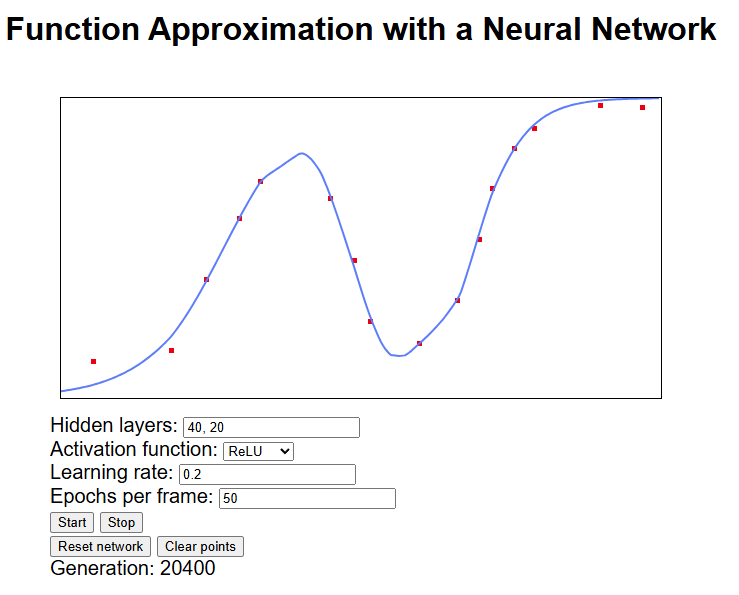 Function Approximation with a Neural Network
Hidden layers: 40, 20
Activation function: ReLU
Learning rate: 0.2
Epochs per frame: 50
Start Stop
Reset network Clear points
Generation: 20400